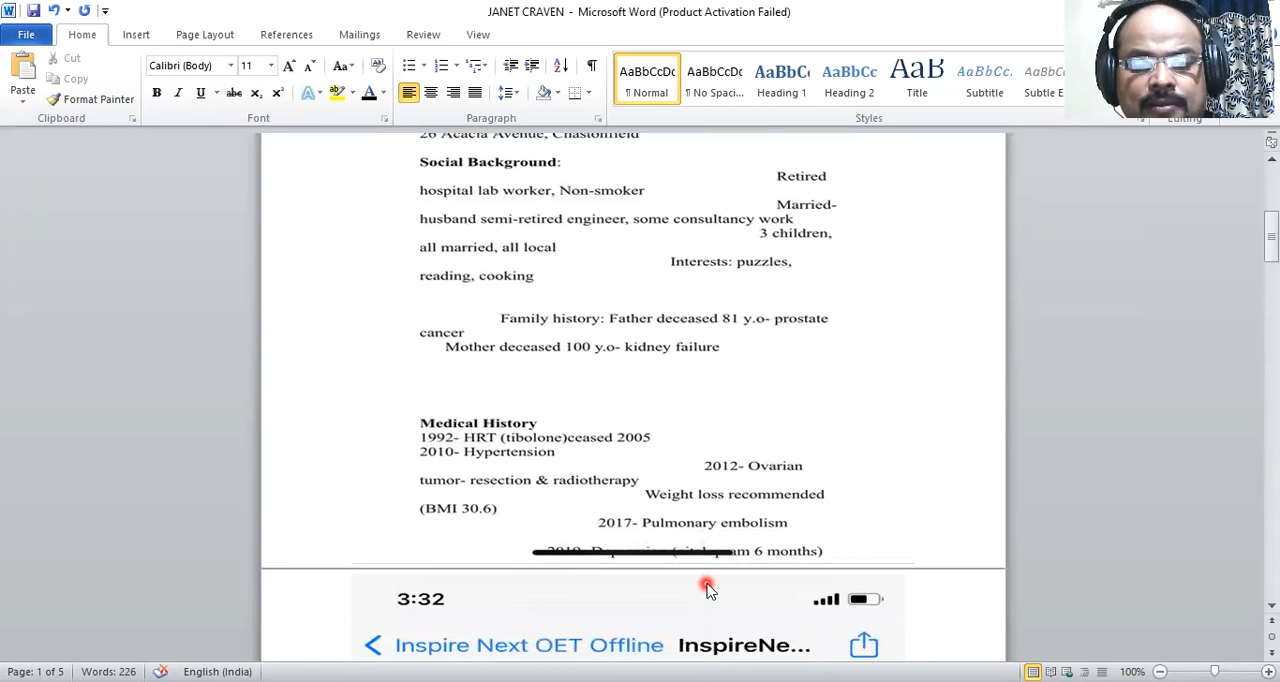 JANET CRAVEN - Microsoft Word (Product Activation Failed)
File Home Insert Page Layout References Mailings Review View
Cut
Copy
Paste
Format Painter
Clipboard
Calibri (Body) 11
Font
Paragraph
AaBbCcDc AaBbCcDc AaBbCc AaBbCc AaB AaBbCc. AaBbCc
¶ Normal ¶ No Spaci... Heading 1 Heading 2 Title Subtitle Subtle E
Styles
Editing
26 Acacia Avenue, Chastonfield
Social Background:
Retired
hospital lab worker, Non-smoker
Married-
husband semi-retired engineer, some consultancy work
3 children,
all married, all local
Interests: puzzles,
reading, cooking
Family history: Father deceased 81 y.o- prostate
cancer
Mother deceased 100 y.o- kidney failure
Medical History
1992- HRT (tibolone)ceased 2005
2010- Hypertension
2012- Ovarian
tumor- resection & radiotherapy
Weight loss recommended
(BMI 30.6)
2017- Pulmonary embolism
6 months)
3:32
Inspire Next OET Offline InspireNe...
Page: 1 of 5 Words: 226 English (India) 100%